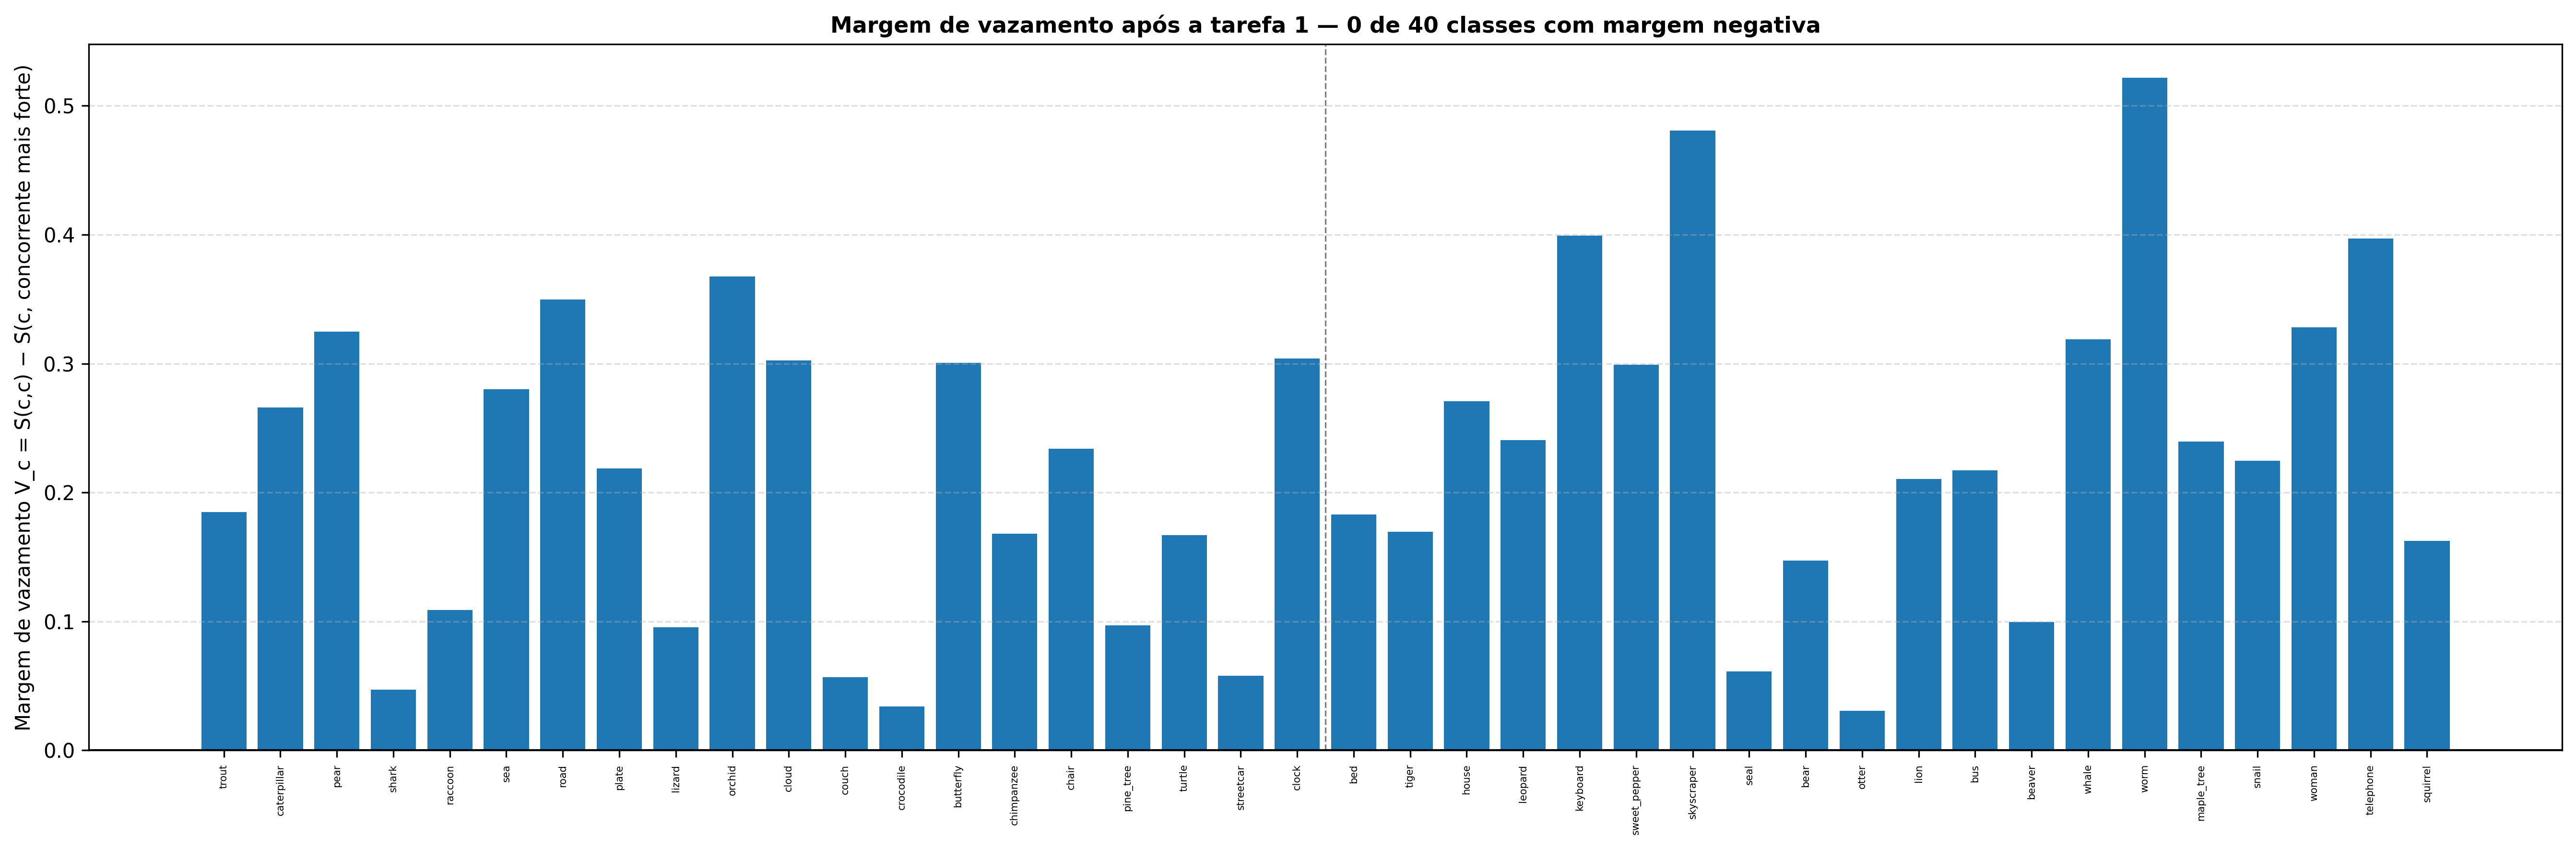 Margem de vazamento após a tarefa 1 — 0 de 40 classes com margem negativa
Margem de vazamento V_c = S(c,c) − S(c, concorrente mais forte)
0.5
0.4
0.3
0.2
0.1
0.0
trout
caterpillar
pear
shark
raccoon
sea
road
plate
lizard
orchid
cloud
couch
crocodile
butterfly
chimpanzee
chair
pine_tree
turtle
streetcar
clock
bed
tiger
house
leopard
keyboard
sweet_pepper
skyscraper
seal
bear
otter
lion
bus
beaver
whale
worm
maple_tree
snail
woman
telephone
squirrel